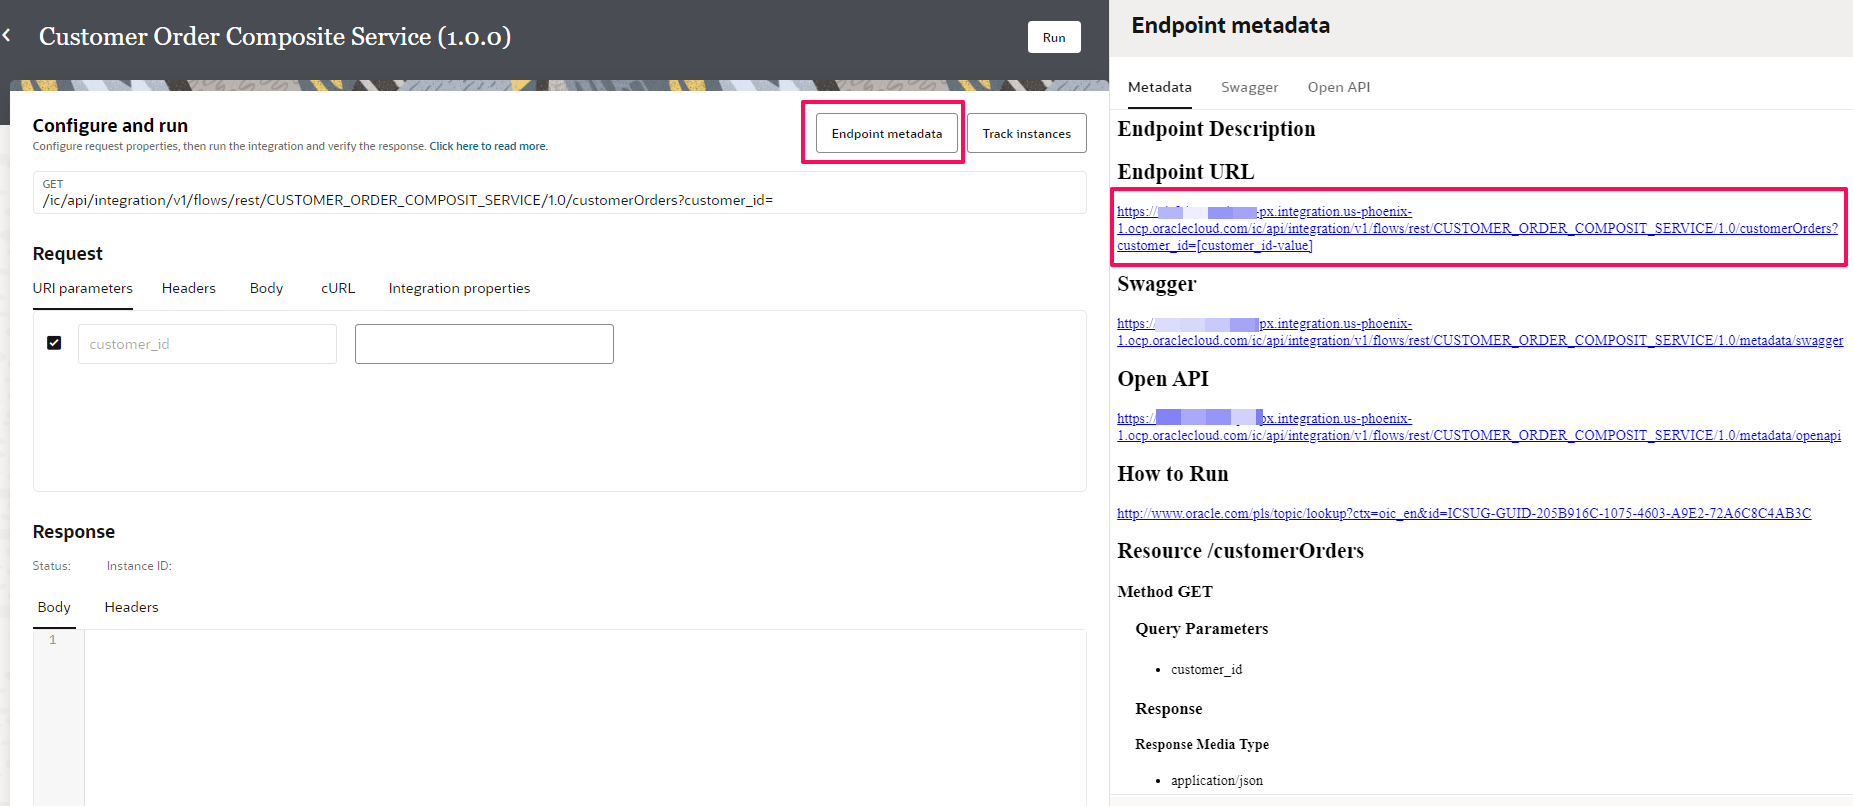 Customer Order Composite Service (1.0.0)
Run
Configure and run
Configure request properties, then run the integration and verify the response. Click here to read more.
Endpoint metadata
Track instances
GET
/ic/api/integration/v1/flows/rest/CUSTOMER_ORDER_COMPOSIT_SERVICE/1.0/customerOrders?customer_id=
Request
URI parameters
Headers
Body
cURL
Integration properties
customer_id
Response
Status:
Instance ID:
Body
Headers
1
Endpoint metadata
Metadata
Swagger
Open API
Endpoint Description
Endpoint URL
https:// px.integration.us-phoenix-
1.ocp.oraclecloud.com/ic/api/integration/v1/flows/rest/CUSTOMER_ORDER_COMPOSIT_SERVICE/1.0/customerOrders?
customer_id=[customer_id-value]
Swagger
https:/ px.integration.us-phoenix-
1.ocp.oraclecloud.com/ic/api/integration/v1/flows/rest/CUSTOMER_ORDER_COMPOSIT_SERVICE/1.0/metadata/swagger
Open API
https:/ px.integration.us-phoenix-
1.ocp.oraclecloud.com/ic/api/integration/v1/flows/rest/CUSTOMER_ORDER_COMPOSIT_SERVICE/1.0/metadata/openapi
How to Run
http://www.oracle.com/pls/topic/lookup?ctx=oic_en&id=ICSUG-GUID-205B916C-1075-4603-A9E2-72A6C8C4AB3C
Resource /customerOrders
Method GET
Query Parameters
• customer_id
Response
Response Media Type
• application/json